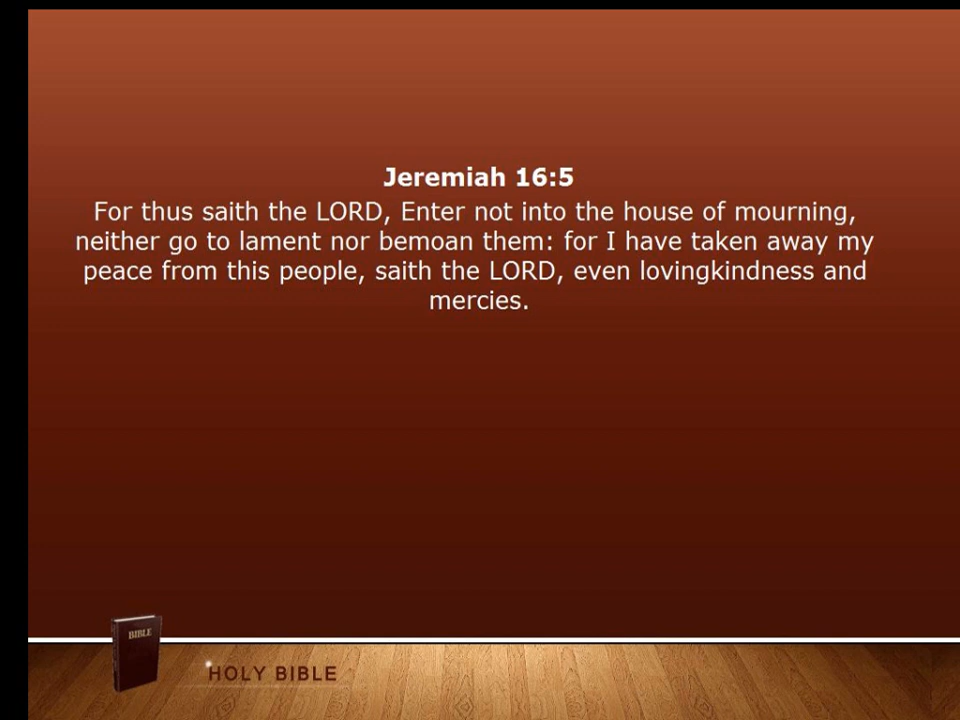 Jeremiah 16:5
For thus saith the LORD, Enter not into the house of mourning,
neither go to lament nor bemoan them: for I have taken away my
peace from this people, saith the LORD, even lovingkindness and
mercies.
BIBLE
HOLY BIBLE